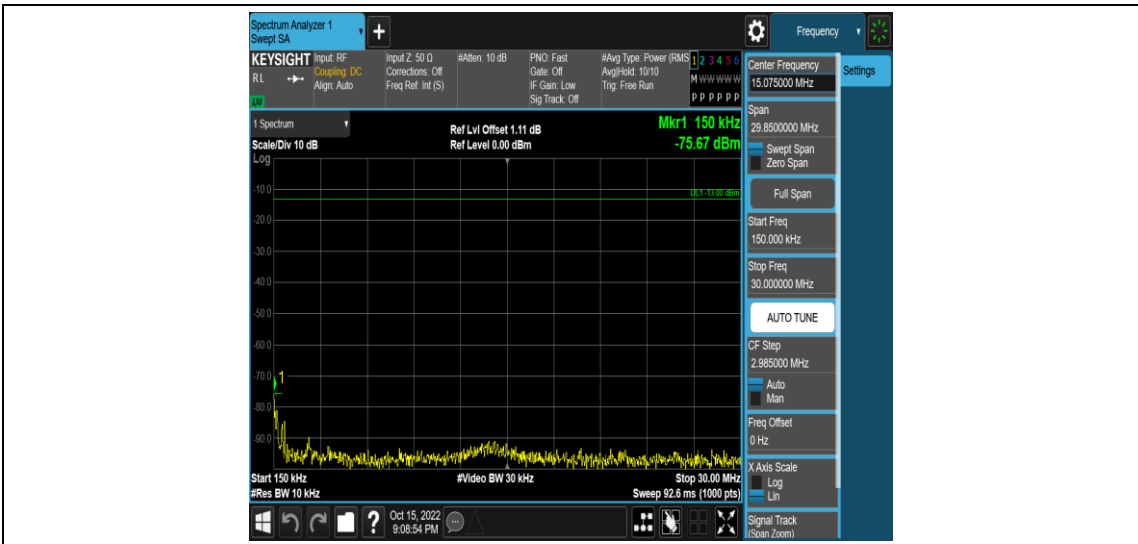 Spectrum Analyzer 1
Swept SA
Frequency
KEYSIGHT
RL
LXI
Input: RF
Coupling: DC
Align: Auto
Input Z: 50 Ω
Corrections: Off
Freq Ref: Int (S)
#Atten: 10 dB
PNO: Fast
Gate: Off
IF Gain: Low
Sig Track: Off
#Avg Type: Power (RMS
Avg|Hold: 10/10
Trig: Free Run
1 2 3 4 5 6
M W W W W W
P P P P P P
Center Frequency
15.075000 MHz
Settings
Span
29.8500000 MHz
Swept Span
Zero Span
Full Span
Start Freq
150.000 kHz
Stop Freq
30.000000 MHz
AUTO TUNE
CF Step
2.985000 MHz
Auto
Man
Freq Offset
0 Hz
X Axis Scale
Log
Lin
Signal Track
(Span Zoom)
1 Spectrum
Scale/Div 10 dB
Log
Ref Lvl Offset 1.11 dB
Ref Level 0.00 dBm
Mkr1 150 kHz
-75.67 dBm
DL1 -13.00 dBm
-10.0
-20.0
-30.0
-40.0
-50.0
-60.0
-70.0
1
-80.0
-90.0
Start 150 kHz
#Video BW 30 kHz
Stop 30.00 MHz
#Res BW 10 kHz
Sweep 92.6 ms (1000 pts)
?
Oct 15, 2022
9:08:54 PM